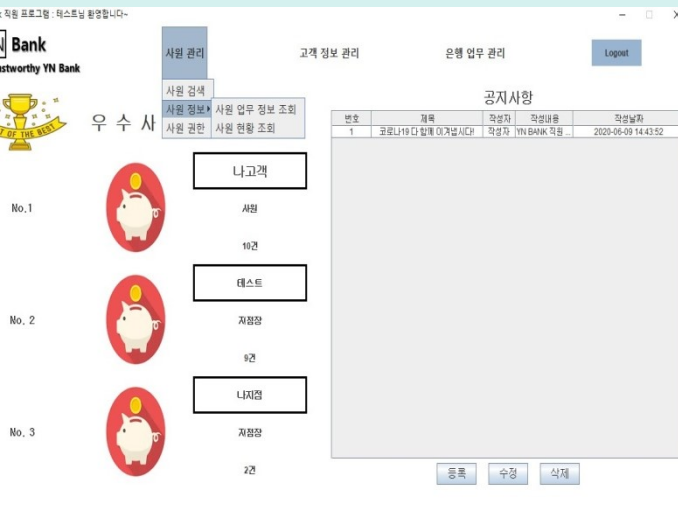 직원 프로그램 : 테스트님 환영합니다~
Bank
YN Bank
사원 관리
고객 정보 관리
은행 업무 관리
Logout
사원 검색
사원 정보 사원 업무 정보 조회
사원 권한 사원 현황 조회
OF THE BEST
우 수 사
공지사항
번호 제목 작성자 작성내용 작성날짜
1 코로나19 다 함께 이겨냅시다! 작성자 YN BANK 직원 ... 2020-06-09 14:43:52
No.1
나고객
사원
10건
No. 2
테스트
지점장
9건
No. 3
나지점
지점장
2건
등록 수정 삭제